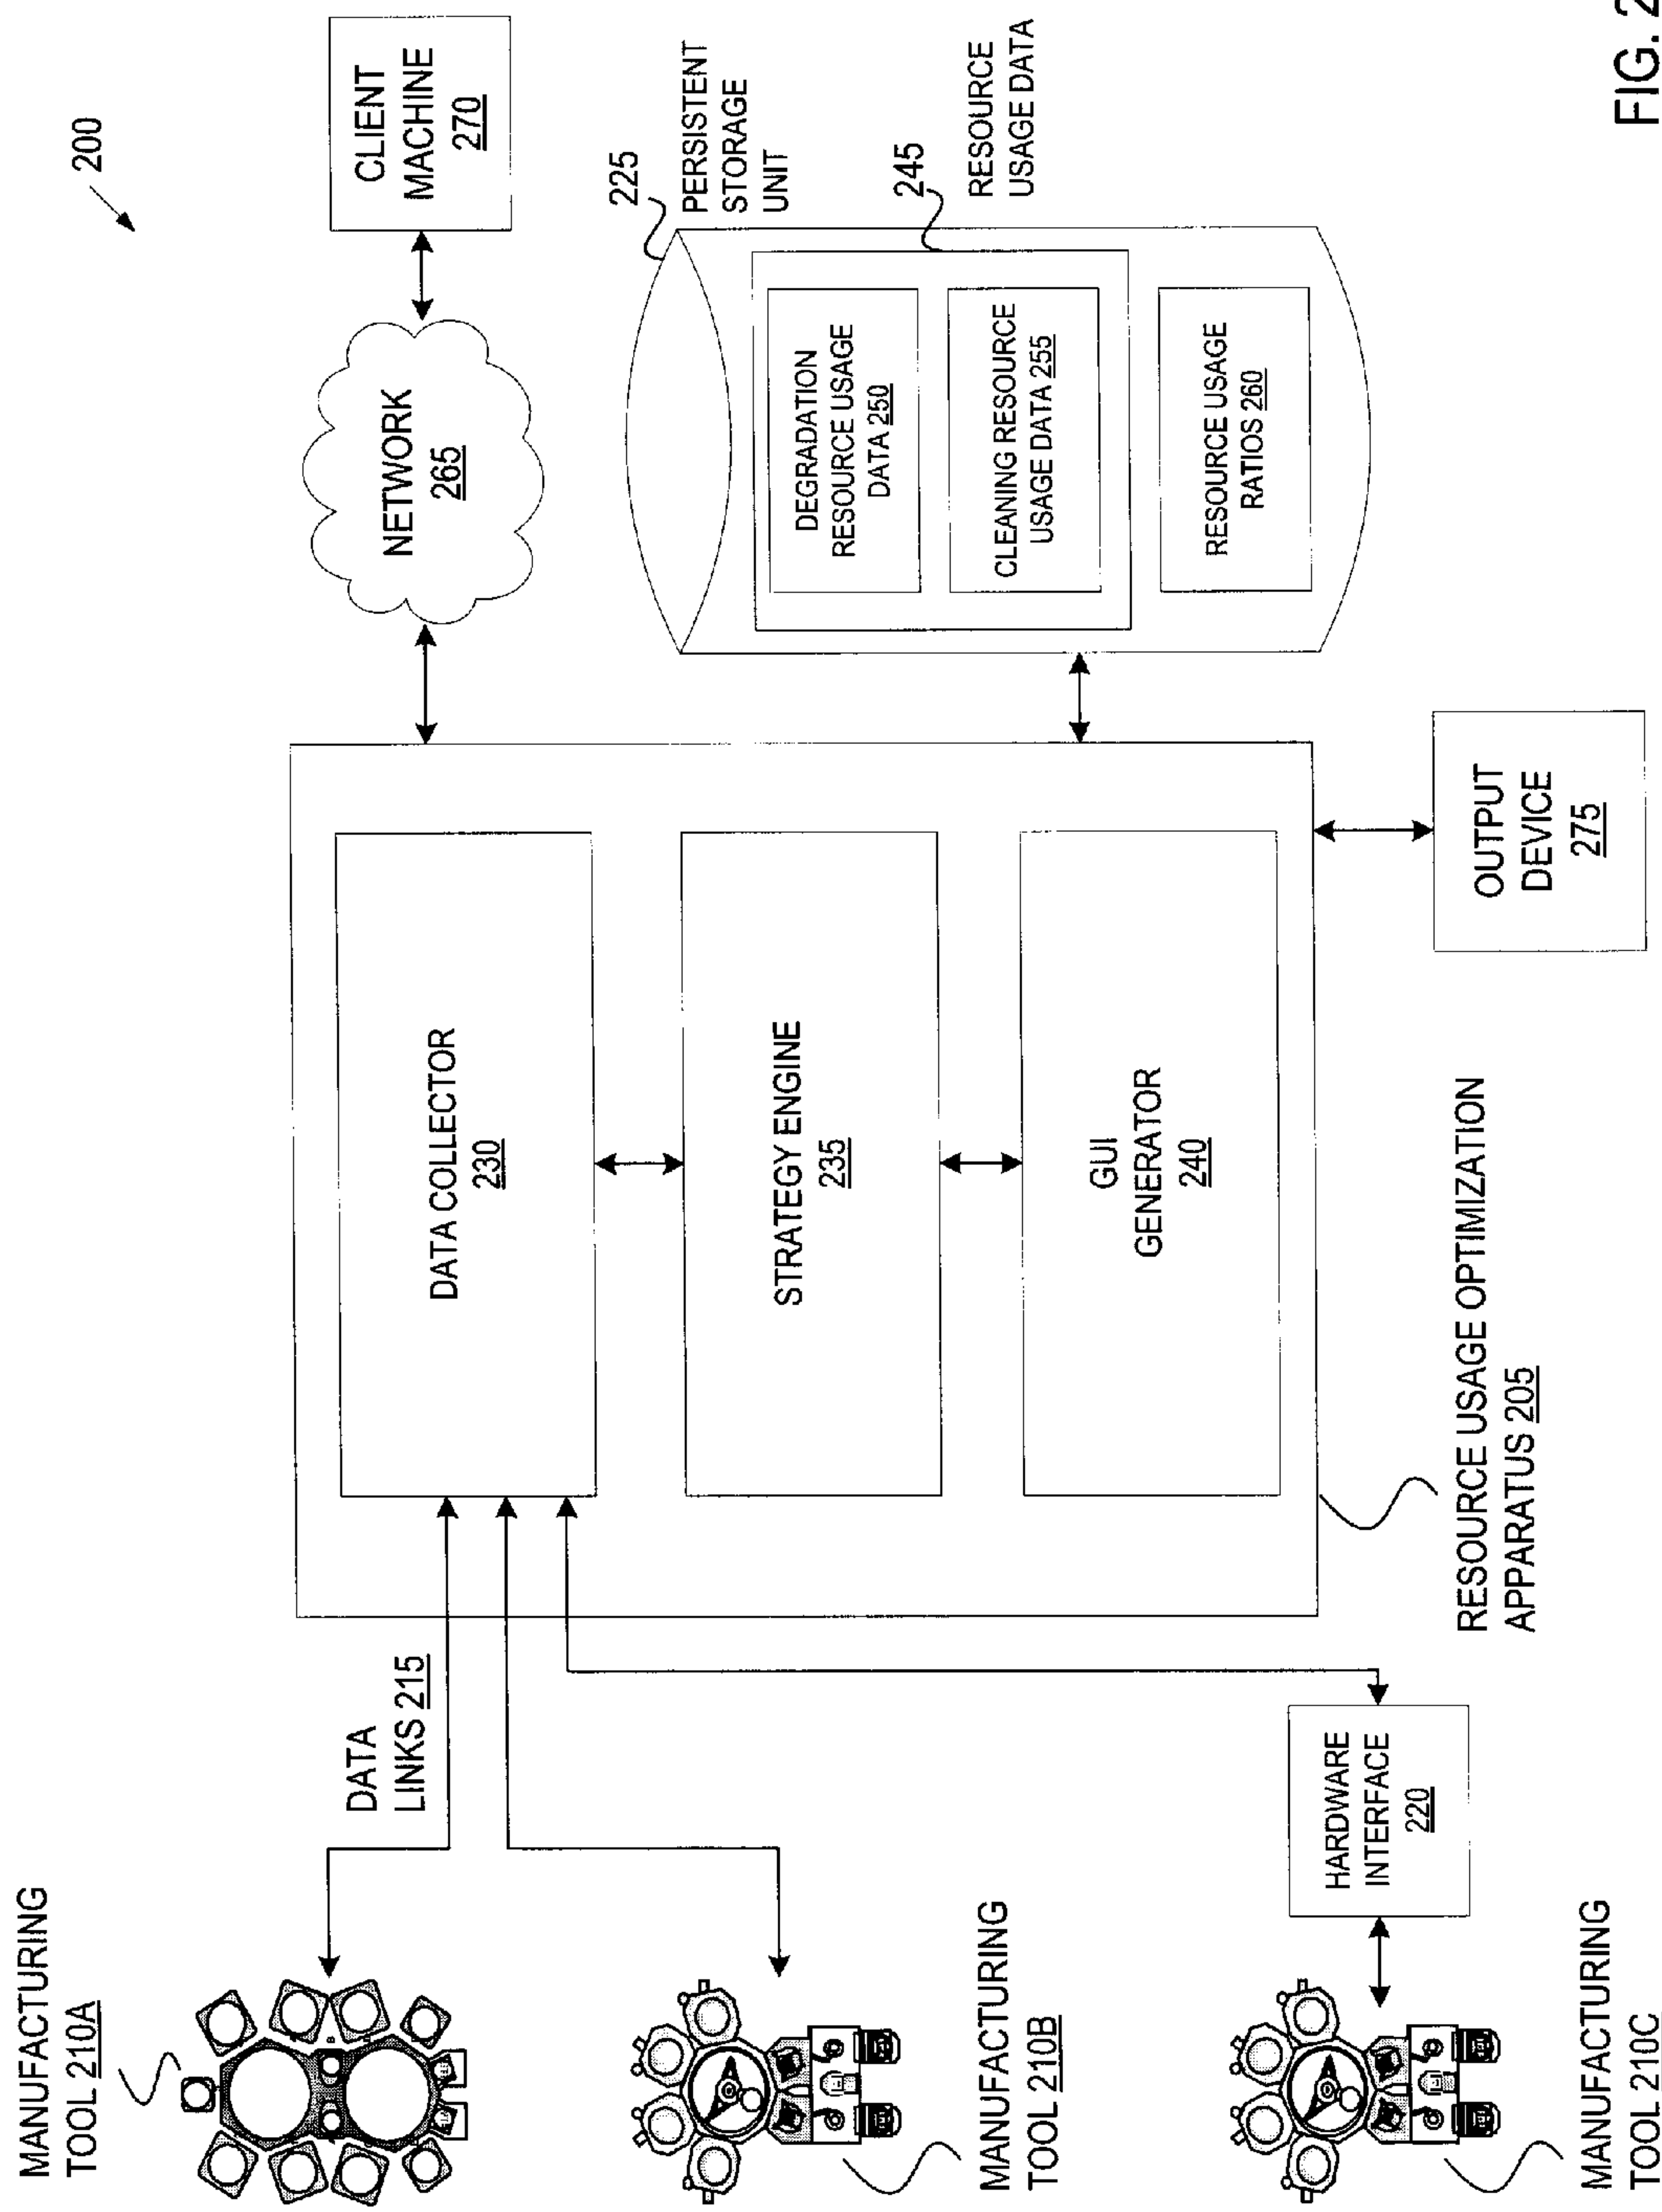 200
MANUFACTURING
TOOL 210A
DATA
LINKS 215
NETWORK
265
CLIENT
MACHINE
270
DATA COLLECTOR
230
225
PERSISTENT
STORAGE
UNIT
MANUFACTURING
TOOL 210B
STRATEGY ENGINE
235
DEGRADATION
RESOURCE USAGE
DATA 250
245
RESOURCE
USAGE DATA
CLEANING RESOURCE
USAGE DATA 255
GUI
GENERATOR
240
RESOURCE USAGE
RATIOS 260
HARDWARE
INTERFACE
220
MANUFACTURING
TOOL 210C
RESOURCE USAGE OPTIMIZATION
APPARATUS 205
OUTPUT
DEVICE
275
FIG. 2